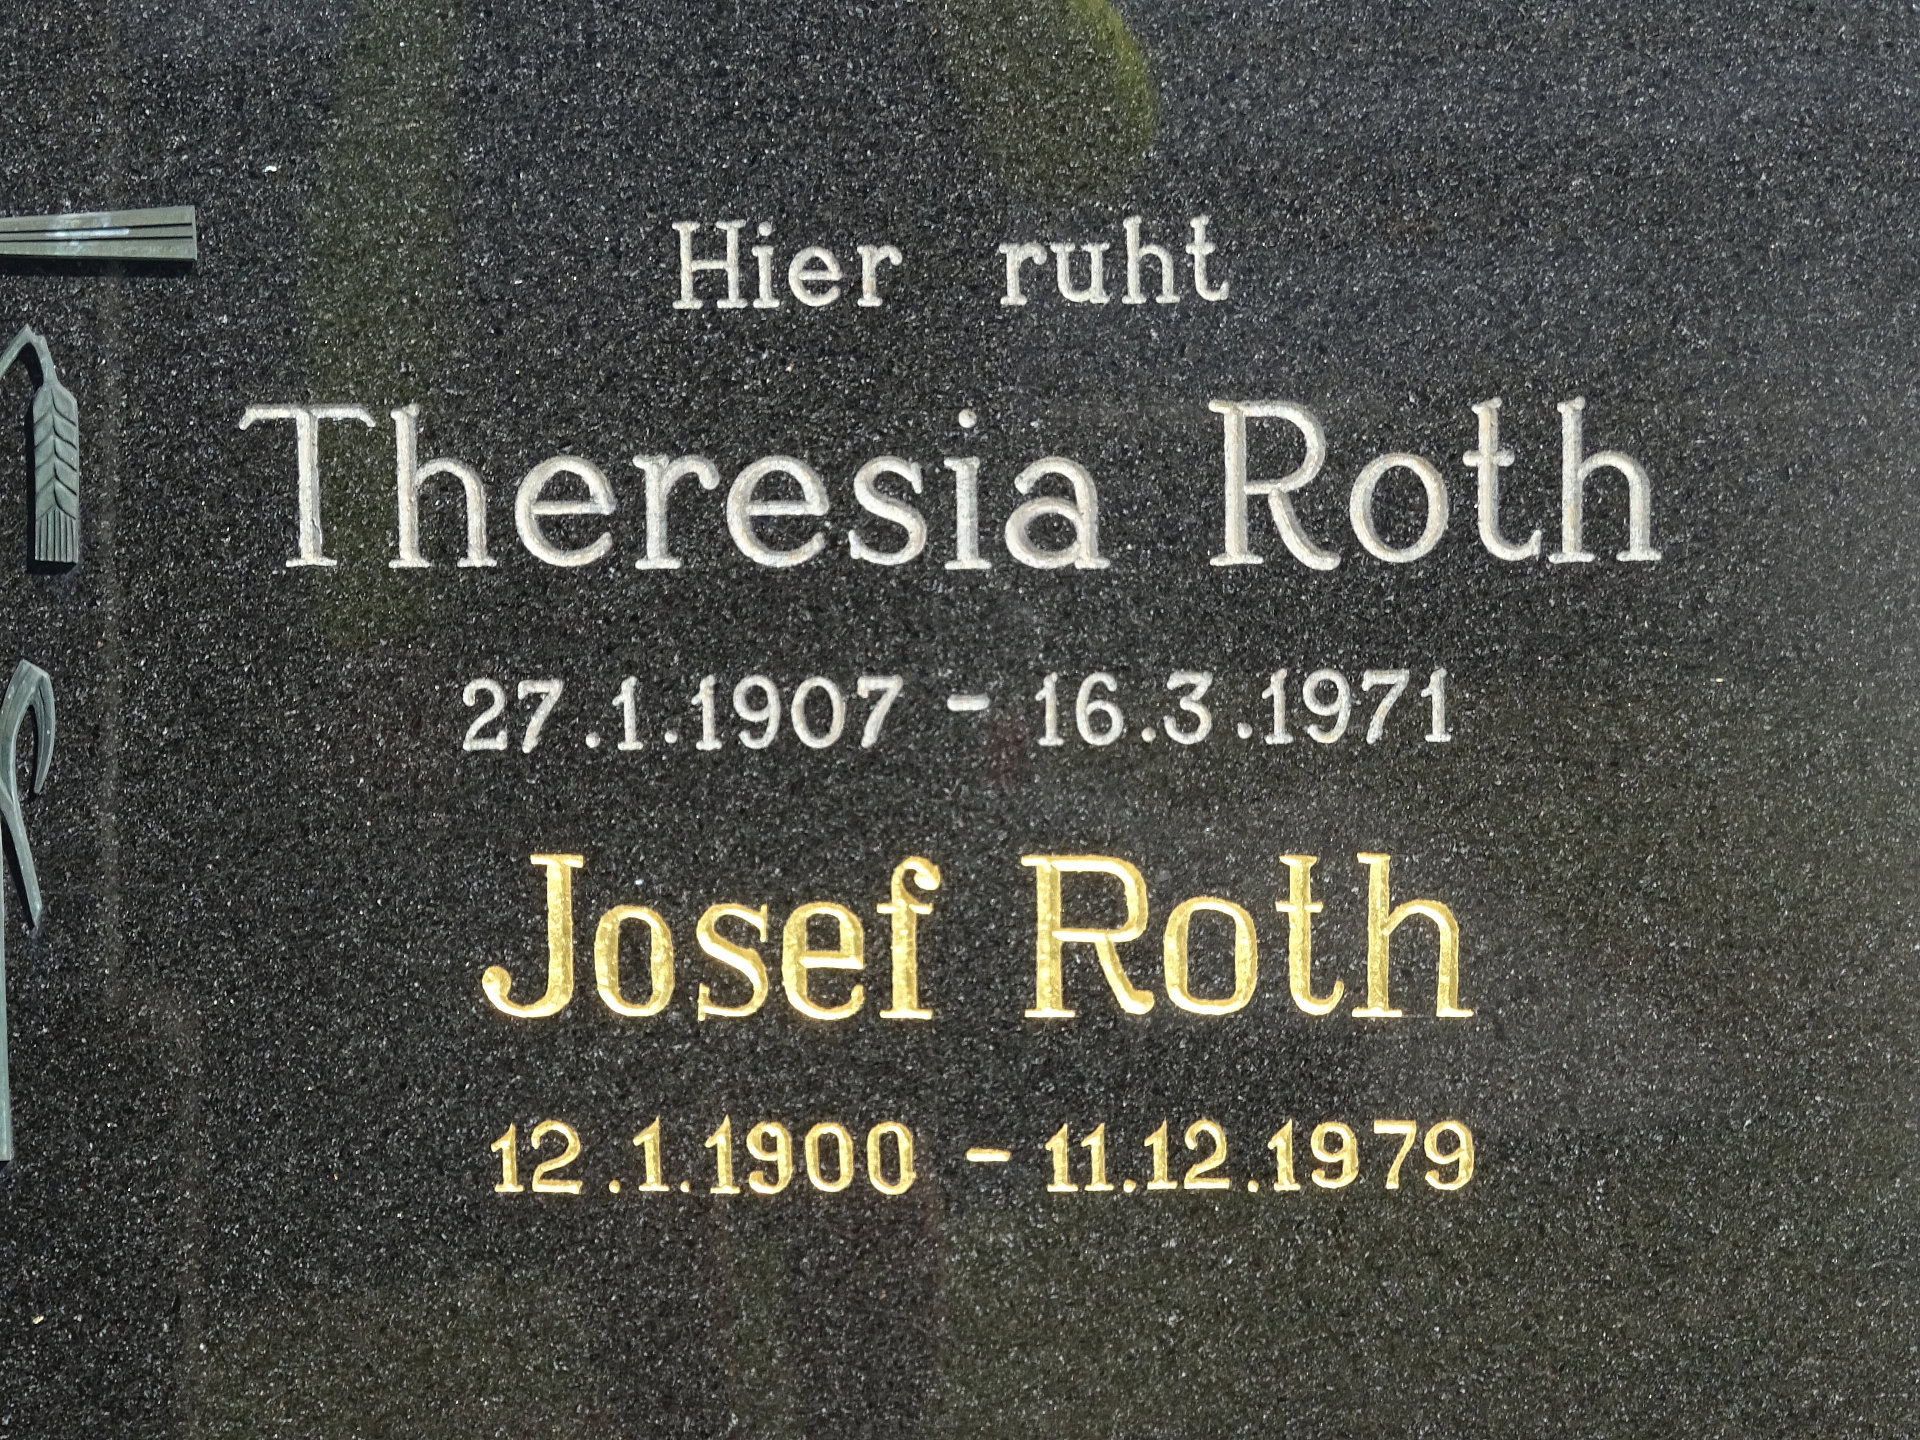 Hier ruht
Theresia Roth
27.1.1907 - 16.3.1971
Josef Roth
12.1.1900 - 11.12.1979